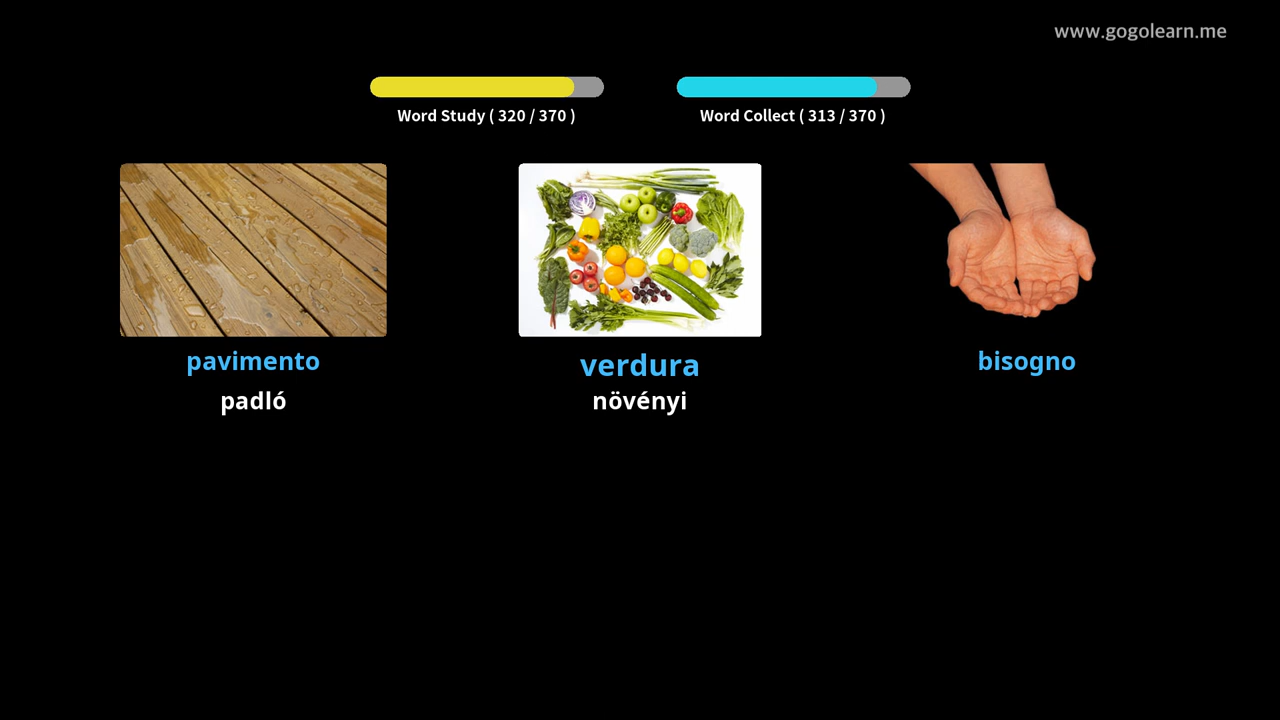 www.gogolearn.me
Word Study ( 320 / 370 )
Word Collect ( 313 / 370 )
pavimento
padló
verdura
növényi
bisogno